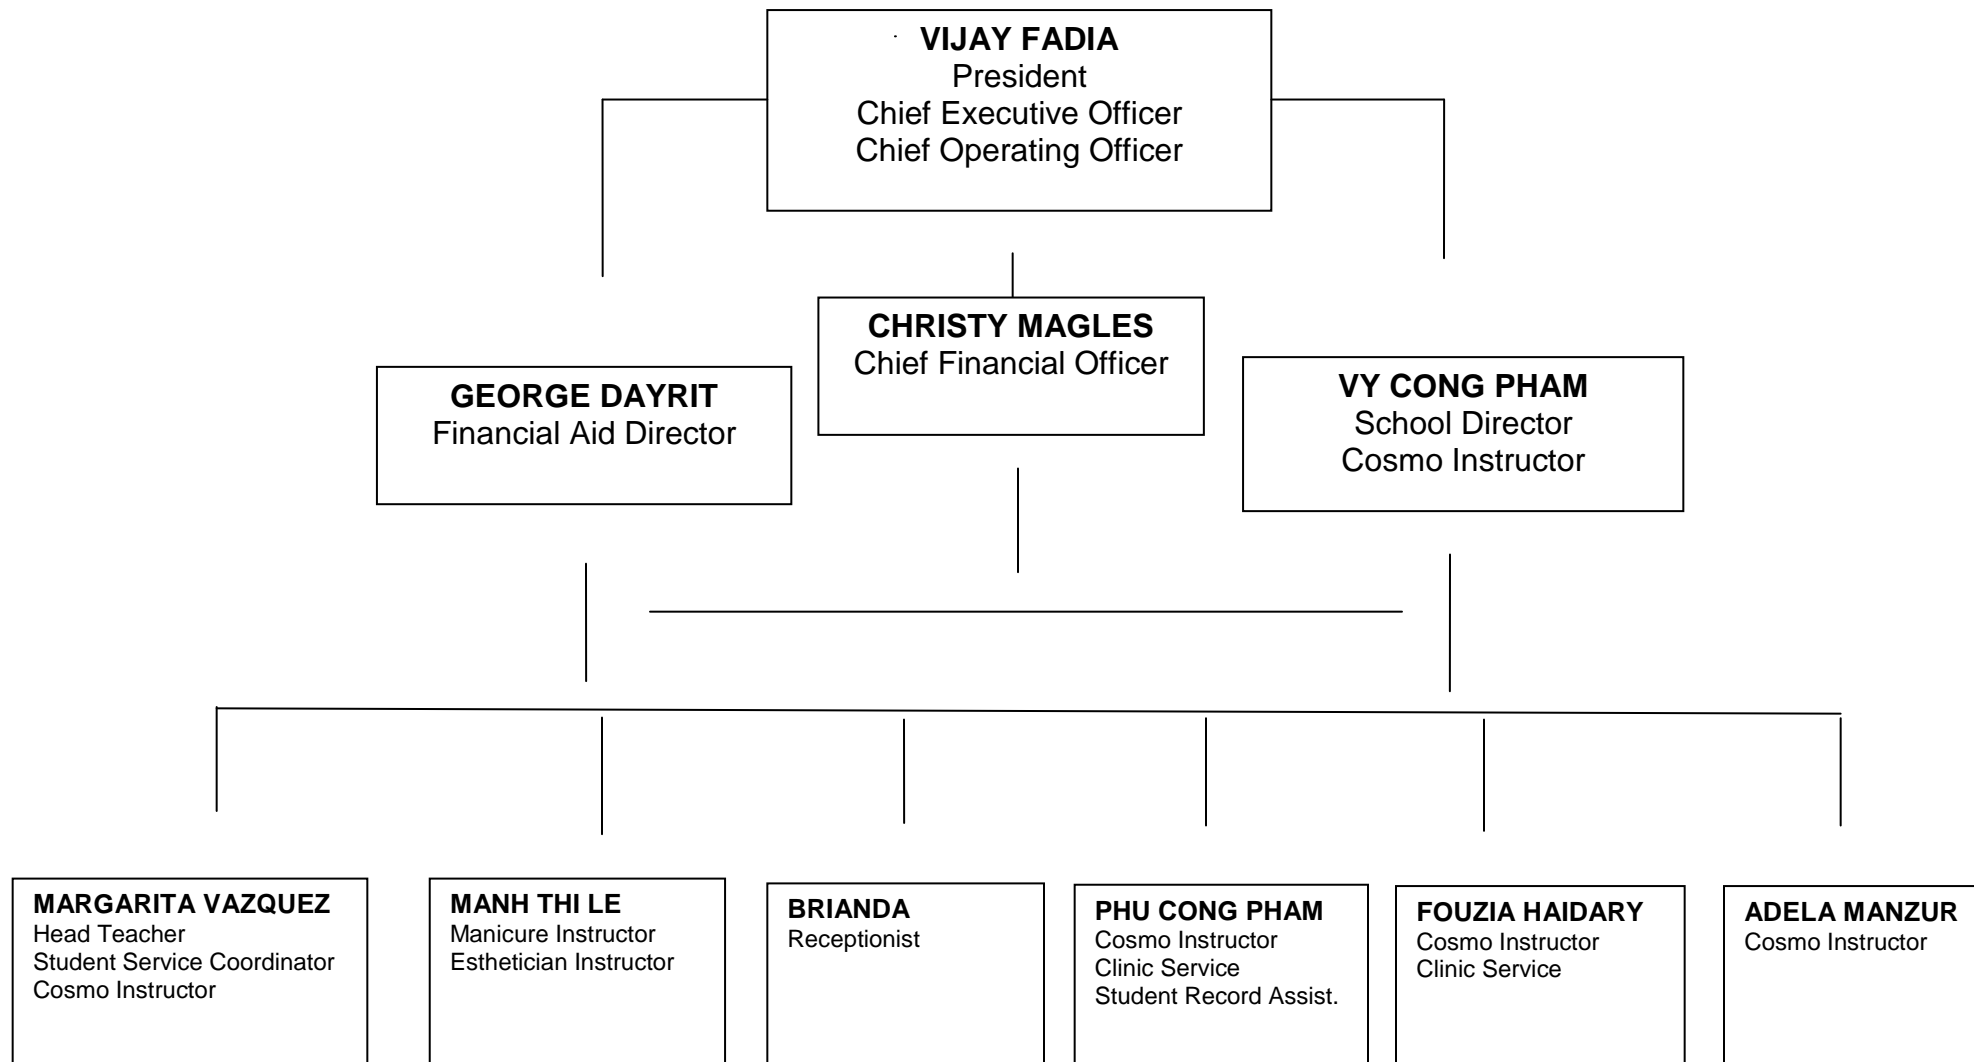 VIJAY FADIA
President
Chief Executive Officer
Chief Operating Officer
CHRISTY MAGLES
Chief Financial Officer
GEORGE DAYRIT
Financial Aid Director
VY CONG PHAM
School Director
Cosmo Instructor
MARGARITA VAZQUEZ
Head Teacher
Student Service Coordinator
Cosmo Instructor
MANH THI LE
Manicure Instructor
Esthetician Instructor
BRIANDA
Receptionist
PHU CONG PHAM
Cosmo Instructor
Clinic Service
Student Record Assist.
FOUZIA HAIDARY
Cosmo Instructor
Clinic Service
ADELA MANZUR
Cosmo Instructor